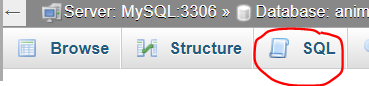 ← Server: MySQL:3306 » Database: anim
Browse Structure SQL